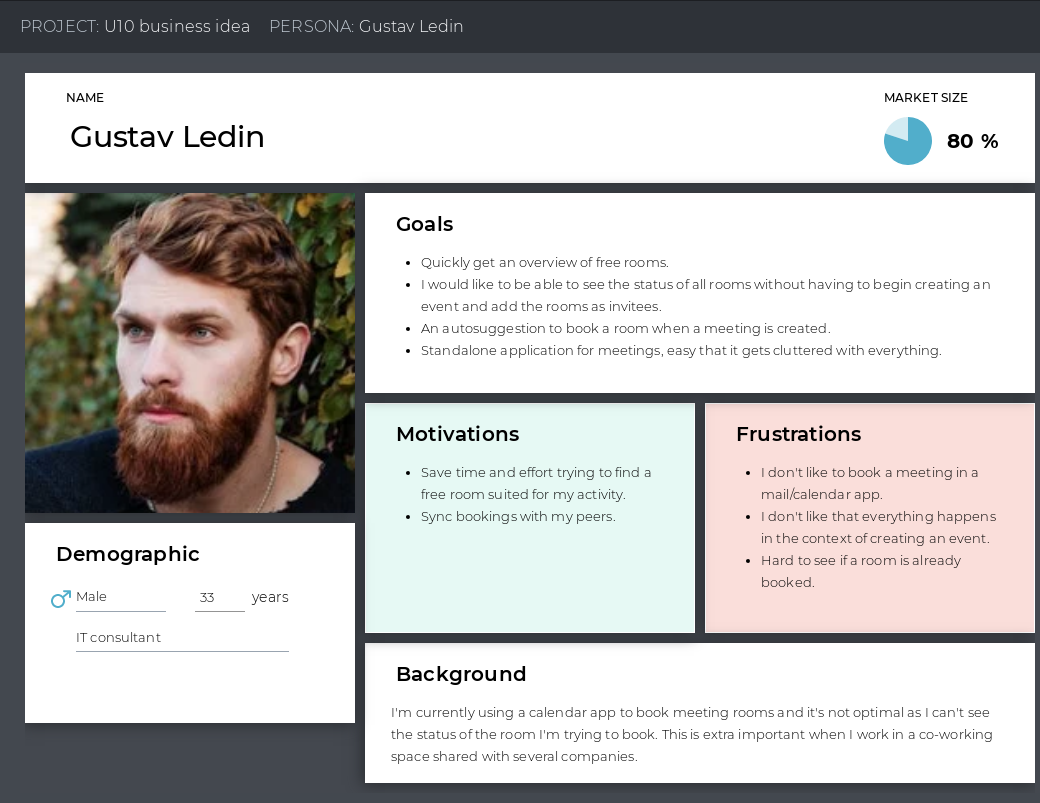 PROJECT: U10 business idea PERSONA: Gustav Ledin
NAME
Gustav Ledin
MARKET SIZE
80 %
Goals
• Quickly get an overview of free rooms.
• I would like to be able to see the status of all rooms without having to begin creating an
event and add the rooms as invitees.
• An autosuggestion to book a room when a meeting is created.
• Standalone application for meetings, easy that it gets cluttered with everything.
Motivations
• Save time and effort trying to find a
free room suited for my activity.
• Sync bookings with my peers.
Frustrations
• I don't like to book a meeting in a
mail/calendar app.
• I don't like that everything happens
in the context of creating an event.
• Hard to see if a room is already
booked.
Demographic
Male 33 years
IT consultant
Background
I'm currently using a calendar app to book meeting rooms and it's not optimal as I can't see
the status of the room I'm trying to book. This is extra important when I work in a co-working
space shared with several companies.